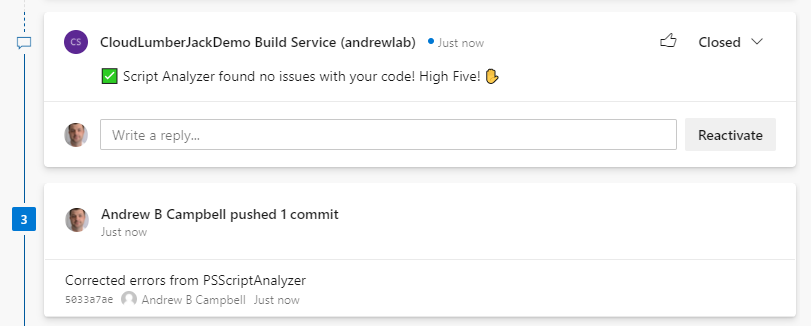 CS CloudLumberJackDemo Build Service (andrewlab) Just now Closed
✅ Script Analyzer found no issues with your code! High Five! ✋
Write a reply... Reactivate
3 Andrew B Campbell pushed 1 commit
Just now
Corrected errors from PSScriptAnalyzer
5033a7ae Andrew B Campbell Just now